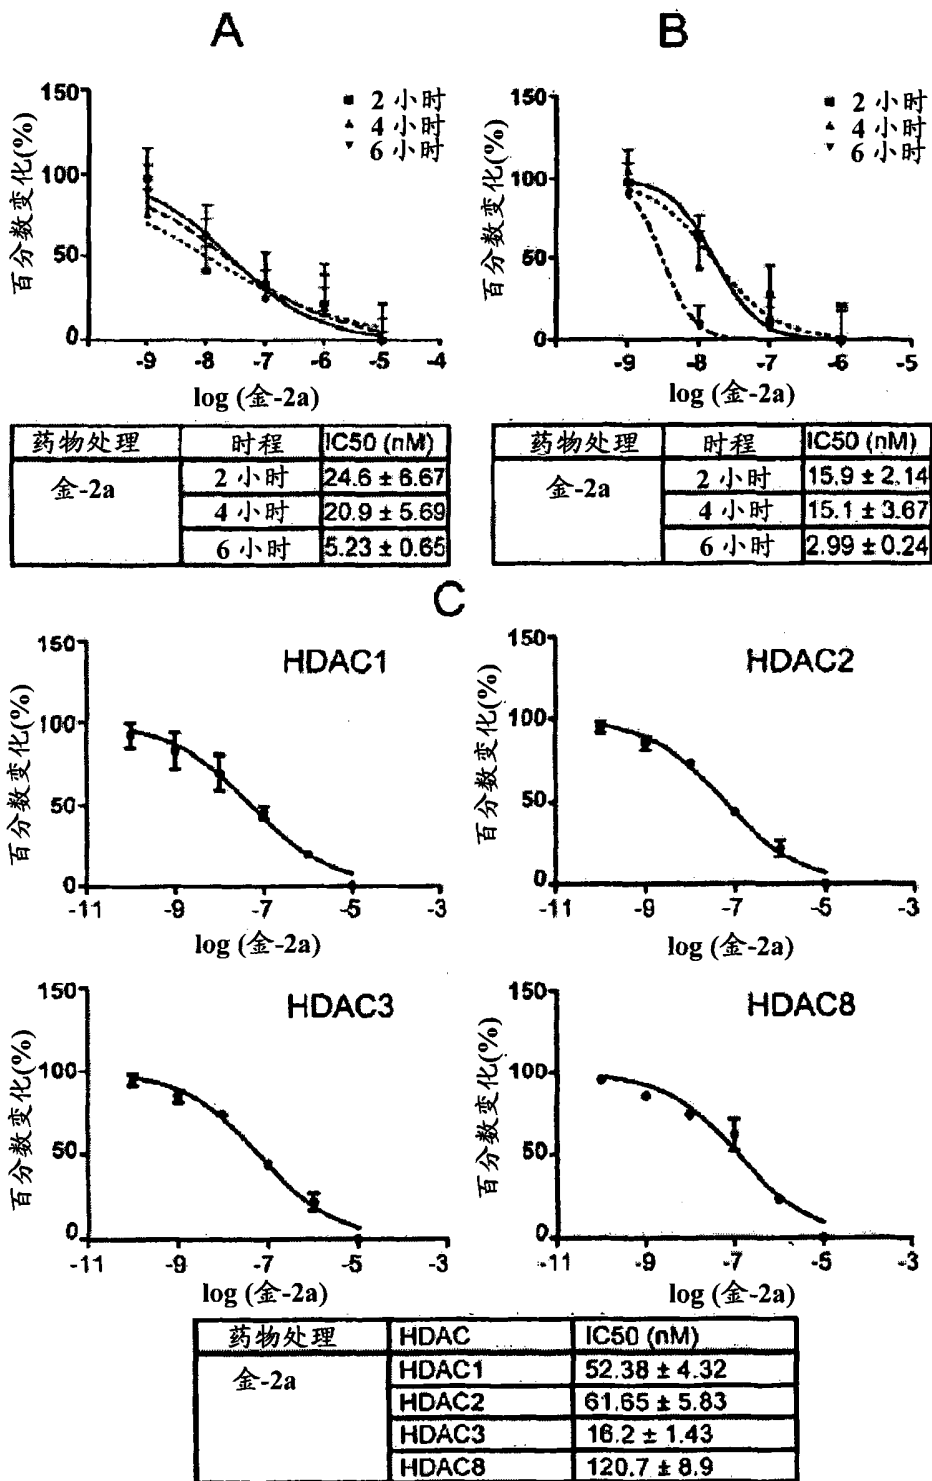 A
150
100
50
0
百分数变化(%)
2 小时
4 小时
6 小时
-9 -8 -7 -6 -5 -4
log (金-2a)
药物处理 时程 IC50 (nM)
金-2a 2 小时 24.6 ± 6.67
4 小时 20.9 ± 5.69
6 小时 5.23 ± 0.65
B
150
100
50
0
百分数变化(%)
2 小时
4 小时
6 小时
-9 -8 -7 -6 -5
log (金-2a)
药物处理 时程 IC50 (nM)
金-2a 2 小时 15.9 ± 2.14
4 小时 15.1 ± 3.67
6 小时 2.99 ± 0.24
C
HDAC1
150
100
50
0
百分数变化(%)
-11 -9 -7 -5 -3
log (金-2a)
HDAC2
150
100
50
0
百分数变化(%)
-11 -9 -7 -5 -3
log (金-2a)
HDAC3
150
100
50
0
百分数变化(%)
-11 -9 -7 -5 -3
log (金-2a)
HDAC8
150
100
50
0
百分数变化(%)
-11 -9 -7 -5 -3
log (金-2a)
药物处理 HDAC IC50 (nM)
金-2a HDAC1 52.38 ± 4.32
HDAC2 61.65 ± 5.83
HDAC3 16.2 ± 1.43
HDAC8 120.7 ± 8.9